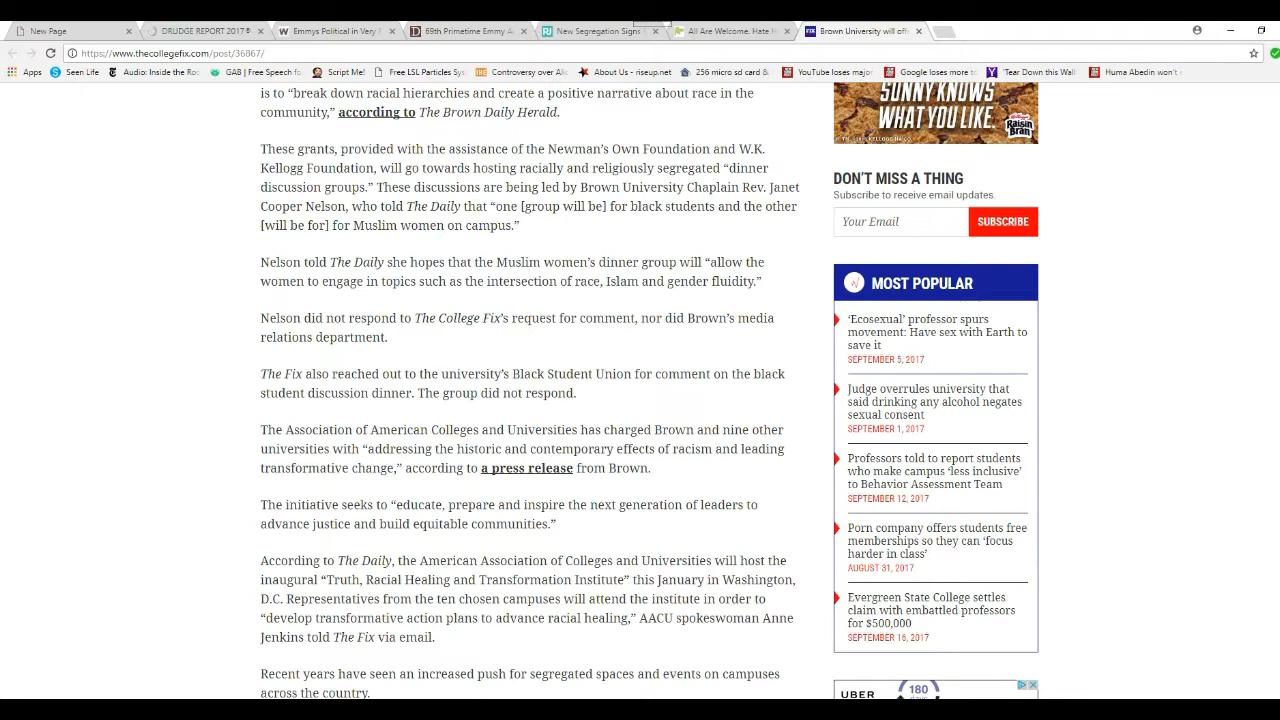 New Page
DRUDGE REPORT 2017®
Emmys Political in Very
69th Primetime Emmy Aw
New Segregation Signs
All Are Welcome. Hate H
Brown University will off
https://www.thecollegefix.com/post/36867/
Apps
Seen Life
Audio: Inside the Ro
GAB | Free Speech fo
Script Me!
Free LSL Particles Sys
Controversy over Ali
About Us - riseup.net
256 micro sd card &
YouTube loses major
Google loses more to
'Tear Down this Wall
Huma Abedin won't
is to “break down racial hierarchies and create a positive narrative about race in the
community,” according to The Brown Daily Herald.
These grants, provided with the assistance of the Newman’s Own Foundation and W.K.
Kellogg Foundation, will go towards hosting racially and religiously segregated “dinner
discussion groups.” These discussions are being led by Brown University Chaplain Rev. Janet
Cooper Nelson, who told The Daily that “one [group will be] for black students and the other
[will be for] for Muslim women on campus.”
Nelson told The Daily she hopes that the Muslim women’s dinner group will “allow the
women to engage in topics such as the intersection of race, Islam and gender fluidity.”
Nelson did not respond to The College Fix’s request for comment, nor did Brown’s media
relations department.
The Fix also reached out to the university’s Black Student Union for comment on the black
student discussion dinner. The group did not respond.
The Association of American Colleges and Universities has charged Brown and nine other
universities with “addressing the historic and contemporary effects of racism and leading
transformative change,” according to a press release from Brown.
The initiative seeks to “educate, prepare and inspire the next generation of leaders to
advance justice and build equitable communities.”
According to The Daily, the American Association of Colleges and Universities will host the
inaugural “Truth, Racial Healing and Transformation Institute” this January in Washington,
D.C. Representatives from the ten chosen campuses will attend the institute in order to
“develop transformative action plans to advance racial healing,” AACU spokeswoman Anne
Jenkins told The Fix via email.
Recent years have seen an increased push for segregated spaces and events on campuses
across the country.
SUNNY KNOWS
WHAT YOU LIKE.
Kellogg's
Raisin
Bran
DON’T MISS A THING
Subscribe to receive email updates.
Your Email
SUBSCRIBE
MOST POPULAR
‘Ecosexual’ professor spurs
movement: Have sex with Earth to
save it
SEPTEMBER 5, 2017
Judge overrules university that
said drinking any alcohol negates
sexual consent
SEPTEMBER 1, 2017
Professors told to report students
who make campus ‘less inclusive’
to Behavior Assessment Team
SEPTEMBER 12, 2017
Porn company offers students free
memberships so they can ‘focus
harder in class’
AUGUST 31, 2017
Evergreen State College settles
claim with embattled professors
for $500,000
SEPTEMBER 16, 2017
UBER
180
days